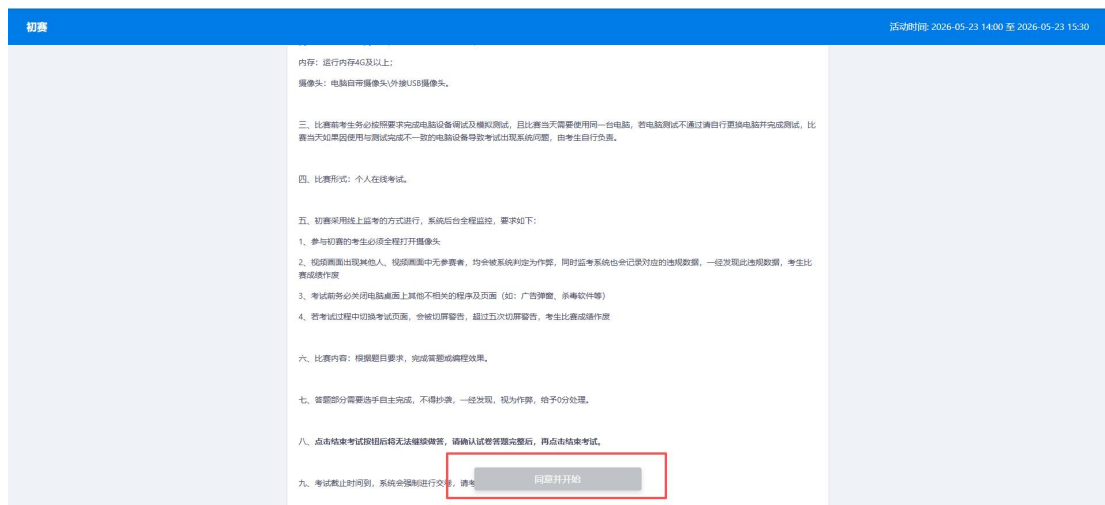 初赛
活动时间: 2026-05-23 14:00 至 2026-05-23 15:30
内存：运行内存4G及以上；
摄像头：电脑自带摄像头\外接USB摄像头。
三、比赛前考生务必按照要求完成电脑设备调试及模拟测试，且比赛当天需要使用同一台电脑，若电脑测试不通过请自行更换电脑并完成测试，比
赛当天如果因使用与测试完成不一致的电脑设备导致考试出现系统问题，由考生自行负责。
四、比赛形式：个人在线考试。
五、初赛采用线上监考的方式进行，系统后台全程监控，要求如下：
1、参与初赛的考生必须全程打开摄像头
2、视频画面出现其他人、视频画面中无参赛者，均会被系统判定为作弊，同时监考系统也会记录对应的违规数据，一经发现此违规数据，考生比
赛成绩作废
3、考试前务必关闭电脑桌面上其他不相关的程序及页面（如：广告弹窗、杀毒软件等）
4、若考试过程中切换考试页面，会被切屏警告，超过五次切屏警告，考生比赛成绩作废
六、比赛内容：根据题目要求，完成答题或编程效果。
七、答题部分需要选手自主完成，不得抄袭，一经发现，视为作弊，给予0分处理。
八、点击结束考试按钮后将无法继续做答，请确认试卷答题完整后，再点击结束考试。
九、考试截止时间到，系统会强制进行交卷，请考
同意并开始